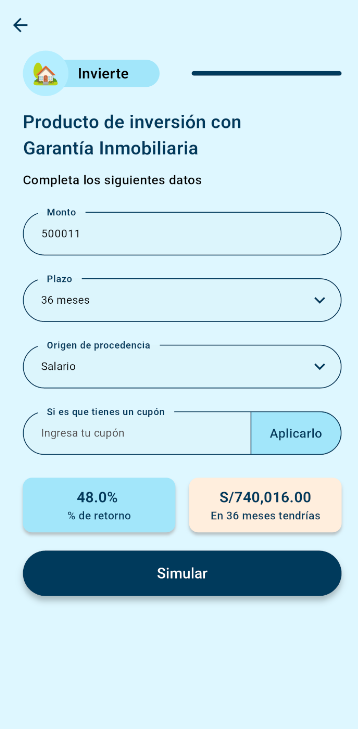 Invierte
Producto de inversión con
Garantía Inmobiliaria
Completa los siguientes datos
Monto
500011
Plazo
36 meses
Origen de procedencia
Salario
Si es que tienes un cupón
Ingresa tu cupón
Aplicarlo
48.0%
% de retorno
S/740,016.00
En 36 meses tendrías
Simular